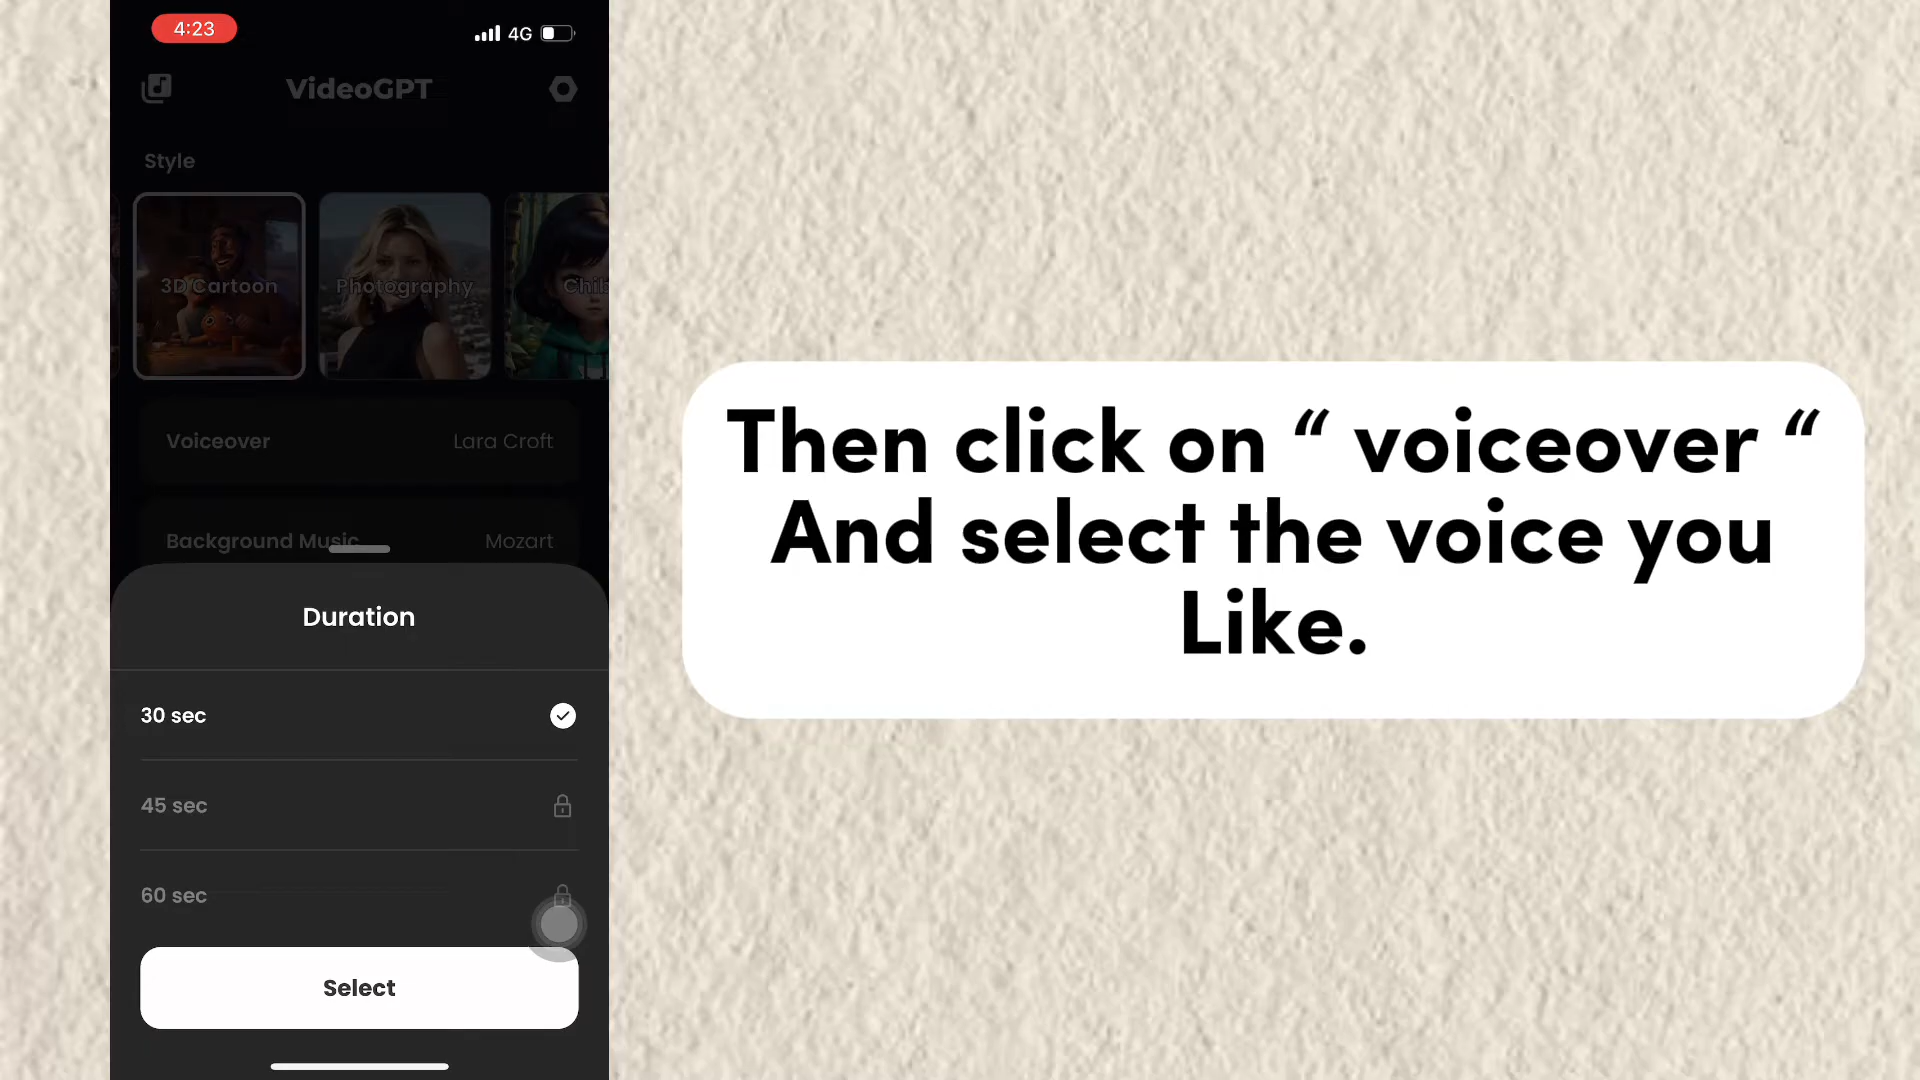 4:23
4G
VideoGPT
Style
3D Cartoon
Photography
Chib
Voiceover
Lara Croft
Background Music
Mozart
Duration
30 sec
45 sec
60 sec
Select
Then click on “ voiceover “
And select the voice you
Like.